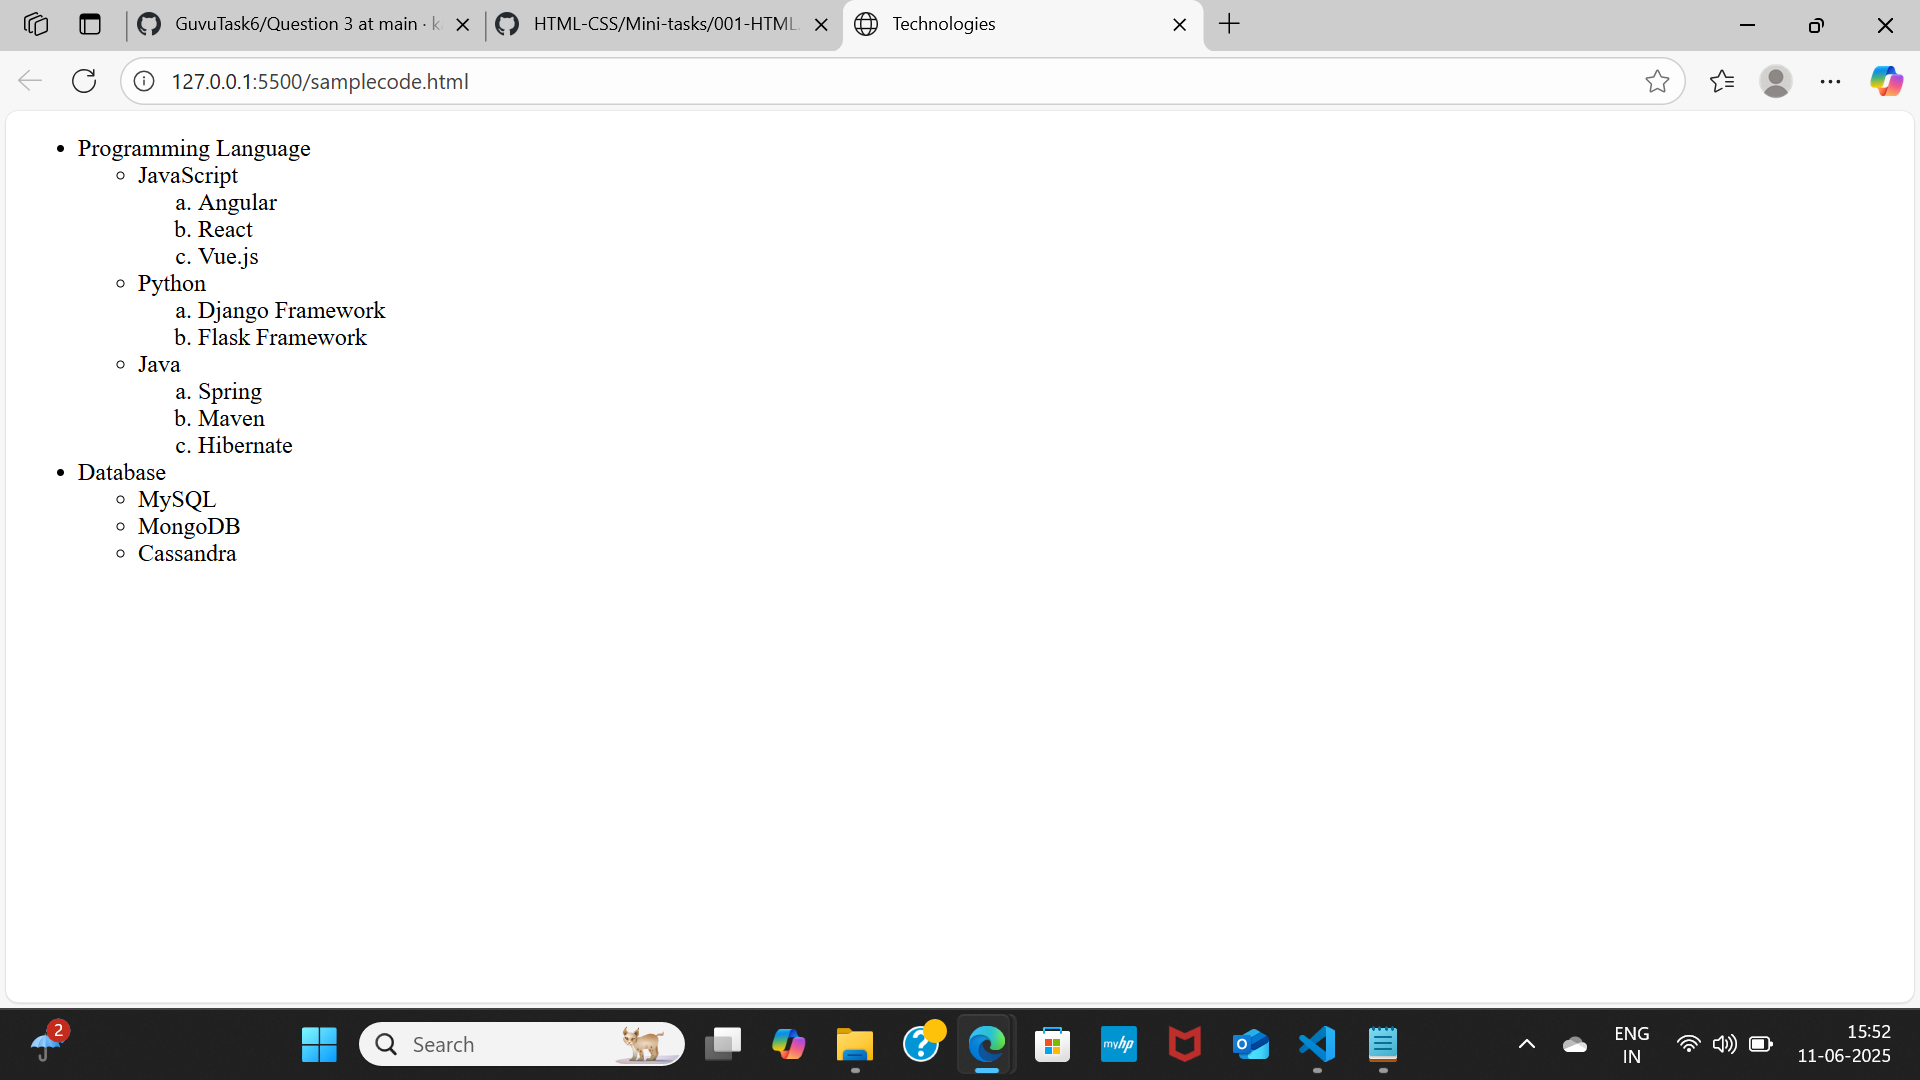 GuvuTask6/Question 3 at main · k
HTML-CSS/Mini-tasks/001-HTML.
Technologies
127.0.0.1:5500/samplecode.html
• Programming Language
◦ JavaScript
a. Angular
b. React
c. Vue.js
◦ Python
a. Django Framework
b. Flask Framework
◦ Java
a. Spring
b. Maven
c. Hibernate
• Database
◦ MySQL
◦ MongoDB
◦ Cassandra
2
Search
myhp
ENG
IN
15:52
11-06-2025